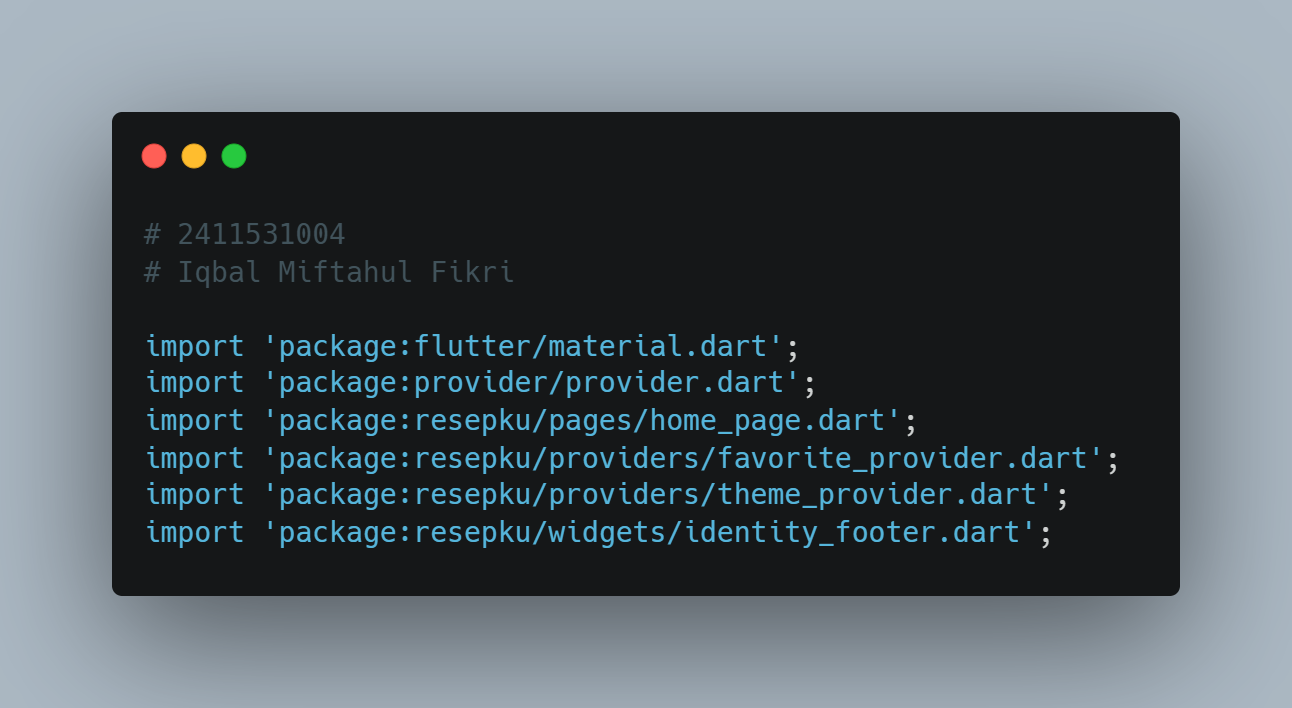 # 2411531004
# Iqbal Miftahul Fikri
import 'package:flutter/material.dart';
import 'package:provider/provider.dart';
import 'package:resepku/pages/home_page.dart';
import 'package:resepku/providers/favorite_provider.dart';
import 'package:resepku/providers/theme_provider.dart';
import 'package:resepku/widgets/identity_footer.dart';